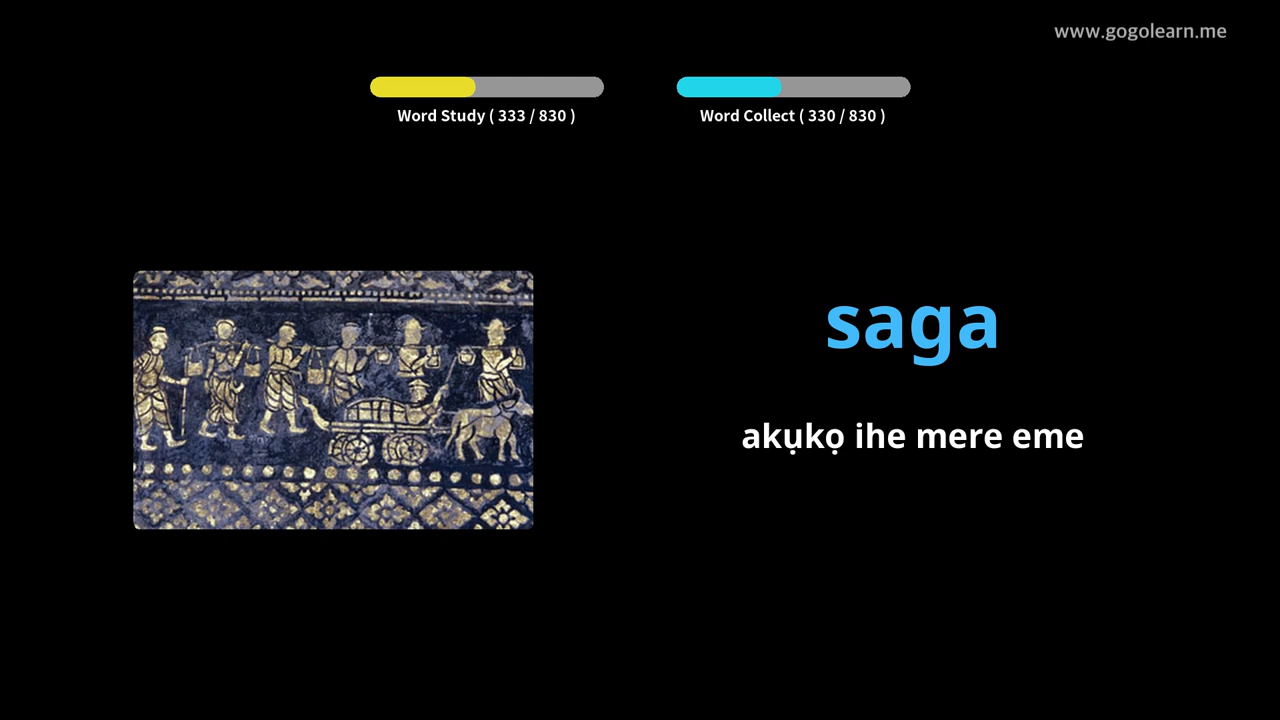 www.gogolearn.me
Word Study ( 333 / 830 )
Word Collect ( 330 / 830 )
saga
akụkọ ihe mere eme